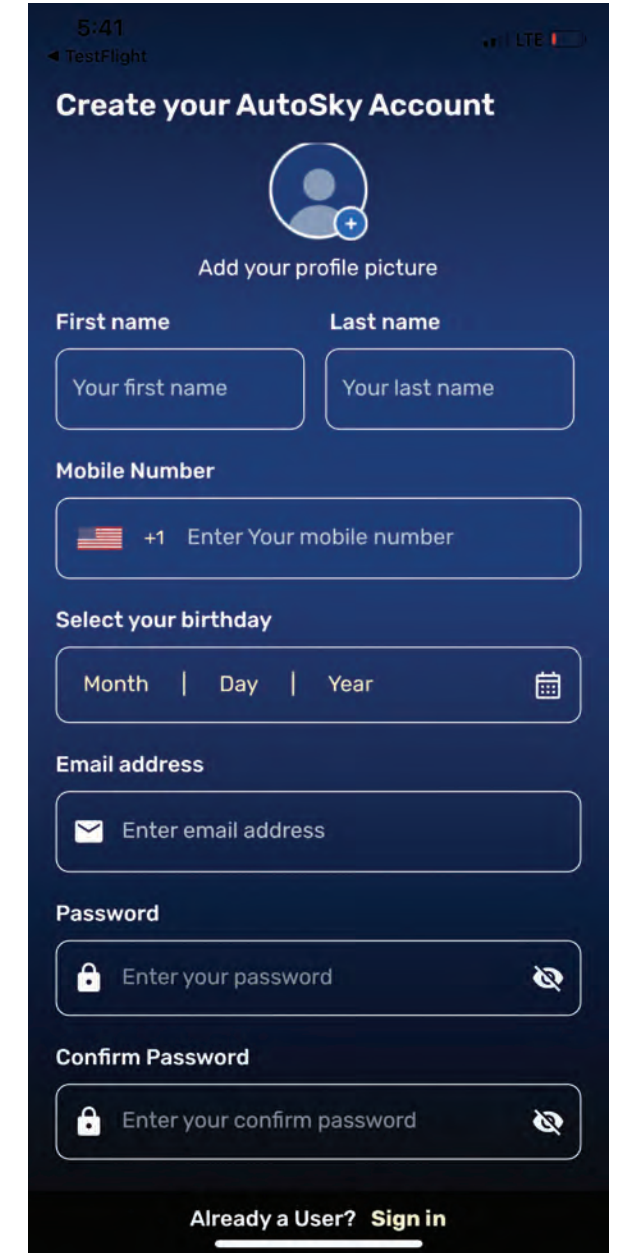 5:41
LTE
◀ TestFlight
Create your AutoSky Account
Add your profile picture
First name Last name
Your first name Your last name
Mobile Number
+1 Enter Your mobile number
Select your birthday
Month | Day | Year
Email address
Enter email address
Password
Enter your password
Confirm Password
Enter your confirm password
Already a User? Sign in